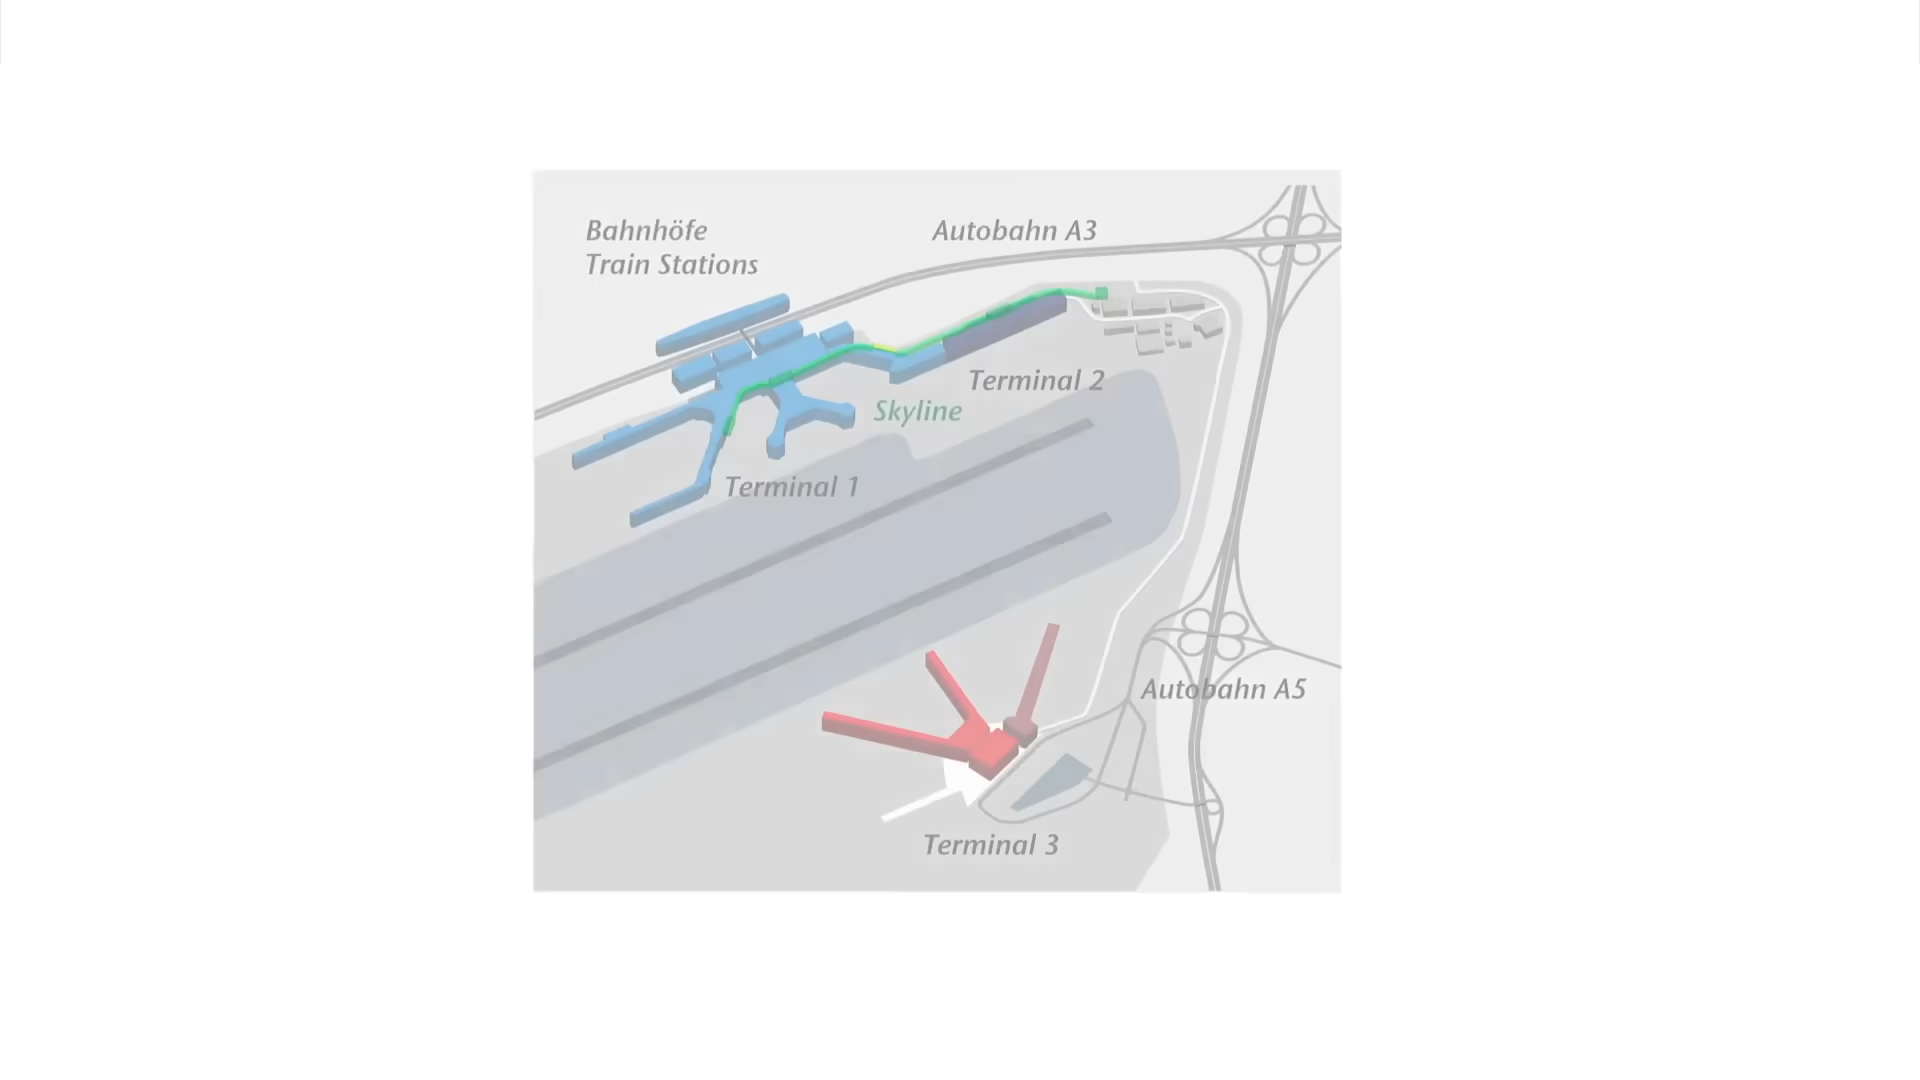 Bahnhöfe
Train Stations
Autobahn A3
Terminal 2
Skyline
Terminal 1
Autobahn A5
Terminal 3